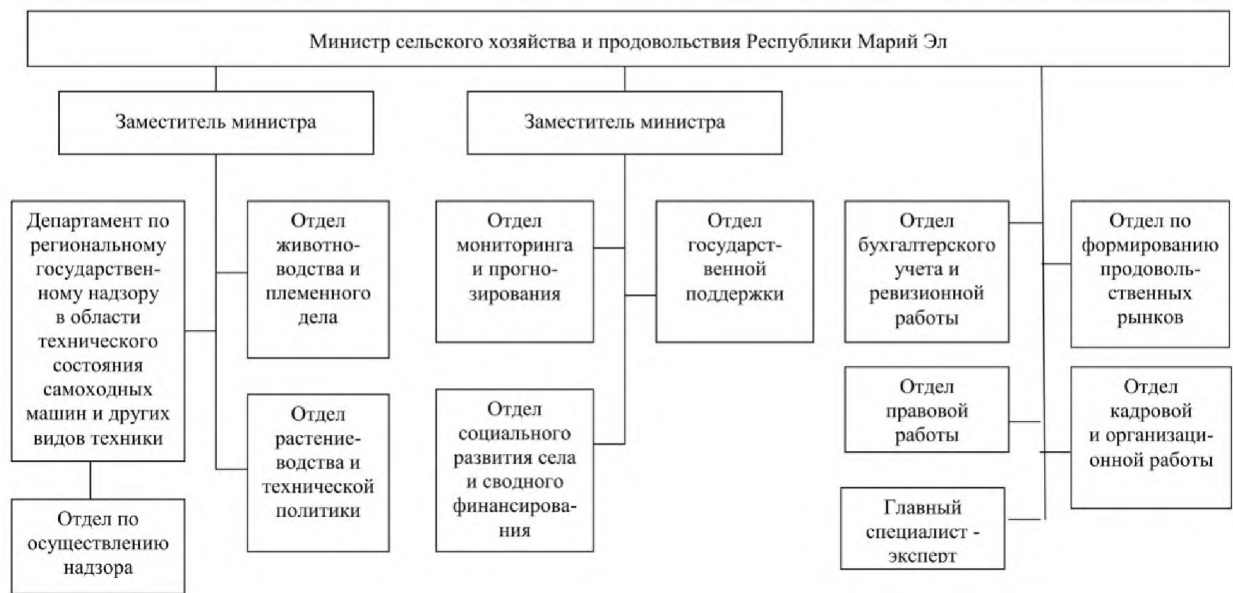 Министр сельского хозяйства и продовольствия Республики Марий Эл
Заместитель министра
Заместитель министра
Департамент по
региональному
государствен-
ному надзору
в области
технического
состояния
самоходных
машин и других
видов техники
Отдел
животно-
водства и
племенного
дела
Отдел
мониторинга
и прогно-
зирования
Отдел
государст-
венной
поддержки
Отдел
бухгалтерского
учета и
ревизионной
работы
Отдел по
формированию
продоволь-
ственных
рынков
Отдел
растение-
водства и
технической
политики
Отдел
социального
развития села
и сводного
финансирова-
ния
Отдел
правовой
работы
Отдел
кадровой
и организаци-
онной работы
Отдел по
осуществлению
надзора
Главный
специалист -
эксперт